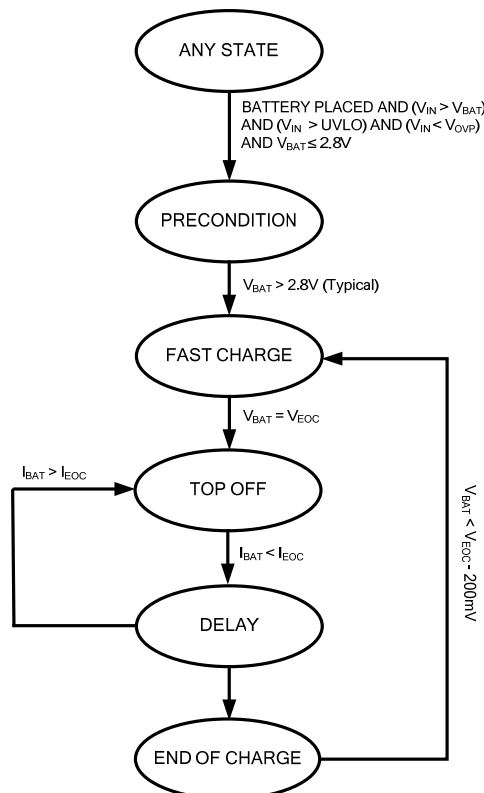 ANY STATE
BATTERY PLACED AND (VIN > VBAT)
AND (VIN > UVLO) AND (VIN < VOVP)
AND VBAT ≤ 2.8V
PRECONDITION
VBAT > 2.8V (Typical)
FAST CHARGE
VBAT = VEOC
IBAT > IEOC
TOP OFF
IBAT < IEOC
VBAT < VEOC - 200mV
DELAY
END OF CHARGE